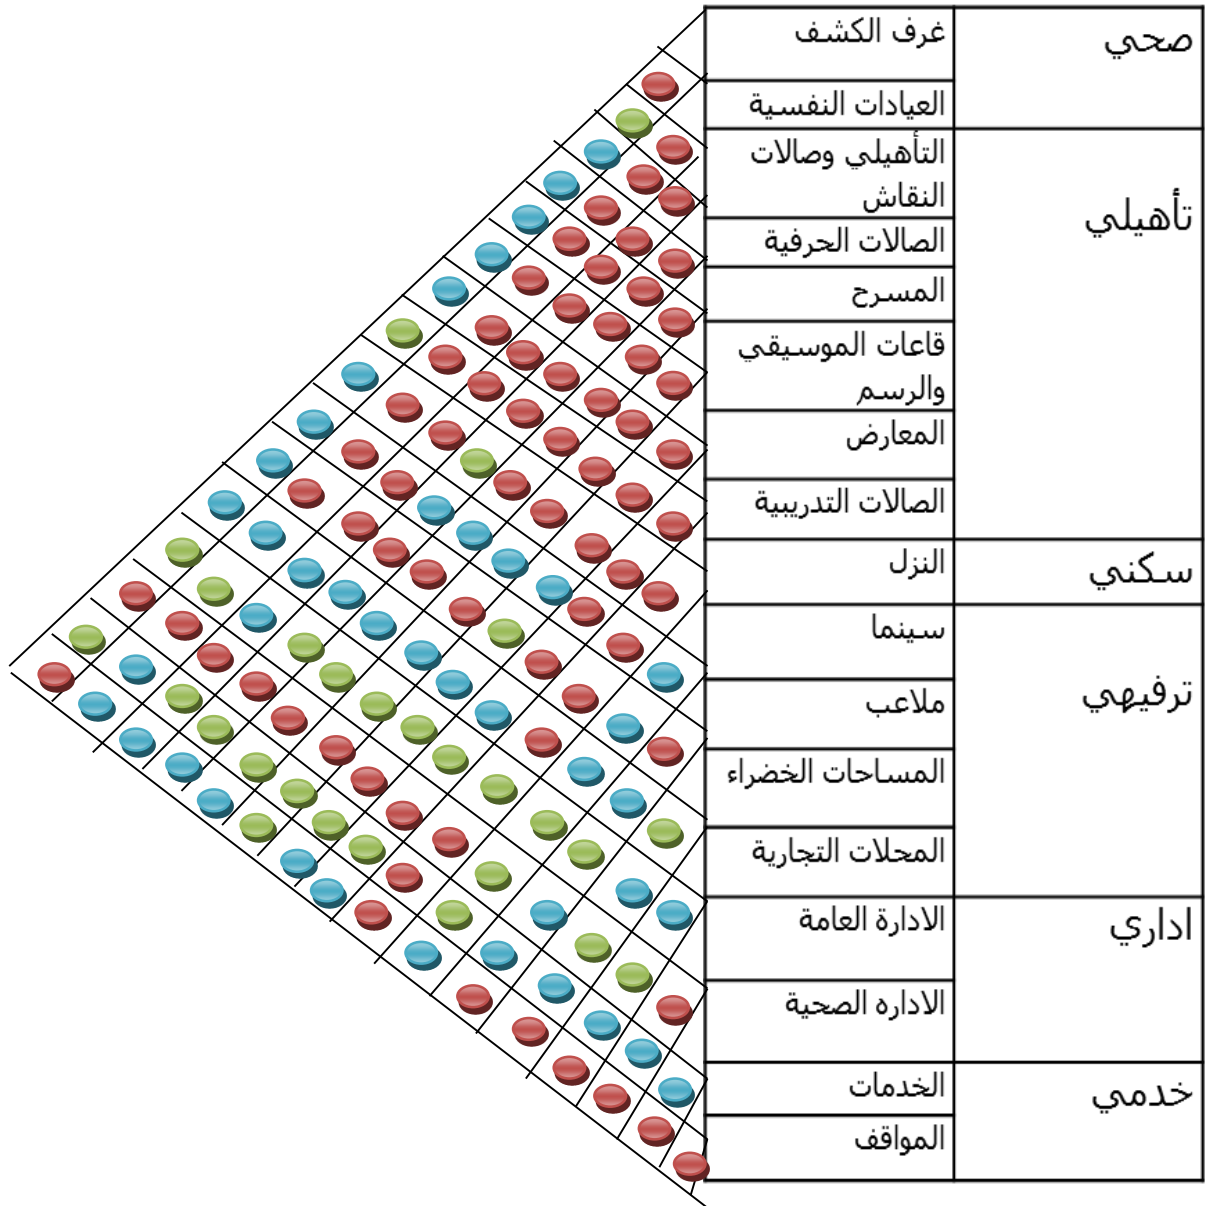 صحي
غرف الكشف
العيادات النفسية
تأهيلي
التأهيلي وصالات
النقاش
الصالات الحرفية
المسرح
قاعات الموسيقي
والرسم
المعارض
الصالات التدريبية
سكني
النزل
ترفيهي
سينما
ملاعب
المساحات الخضراء
المحلات التجارية
اداري
الادارة العامة
الاداره الصحية
خدمي
الخدمات
المواقف